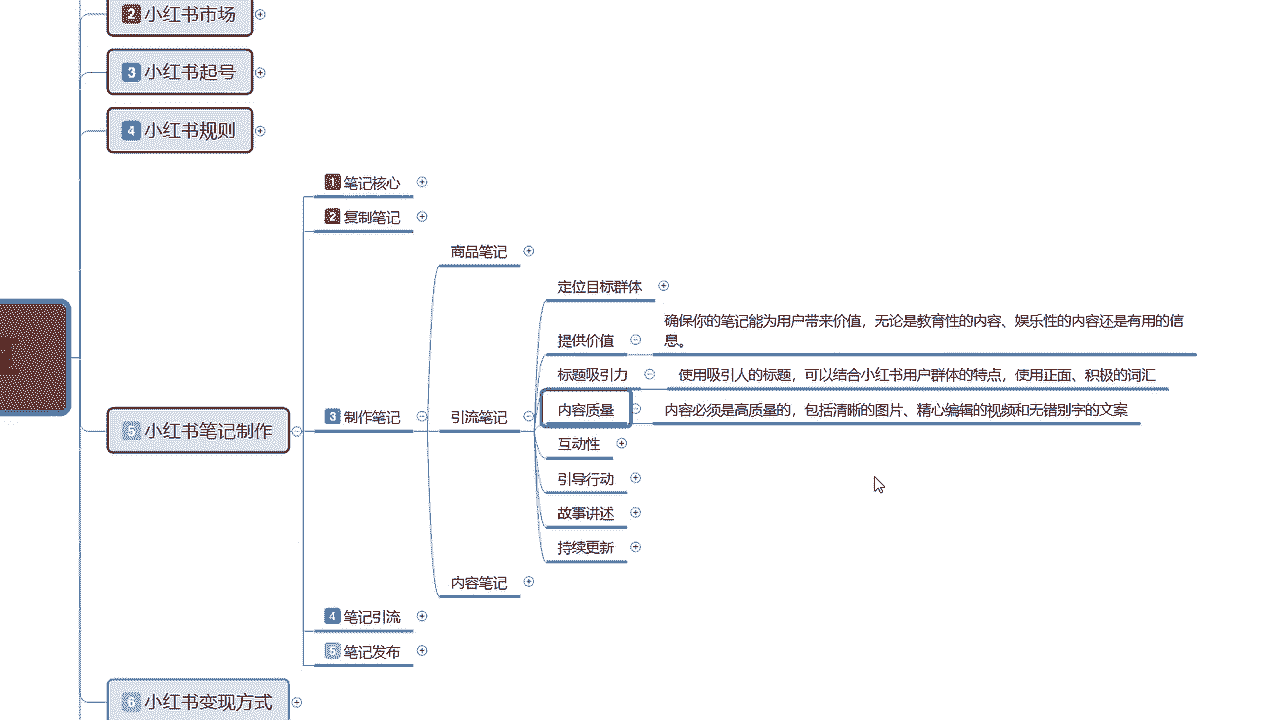 2 小红书市场
3 小红书起号
4 小红书规则
1 笔记核心
2 复制笔记
商品笔记
定位目标群体
确保你的笔记能为用户带来价值，无论是教育性的内容、娱乐性的内容还是有用的信
息。
提供价值
标题吸引力
使用吸引人的标题，可以结合小红书用户群体的特点，使用正面、积极的词汇
内容质量
内容必须是高质量的，包括清晰的图片、精心编辑的视频和无错别字的文案
5 小红书笔记制作
3 制作笔记
引流笔记
互动性
引导行动
故事讲述
持续更新
内容笔记
4 笔记引流
5 笔记发布
6 小红书变现方式